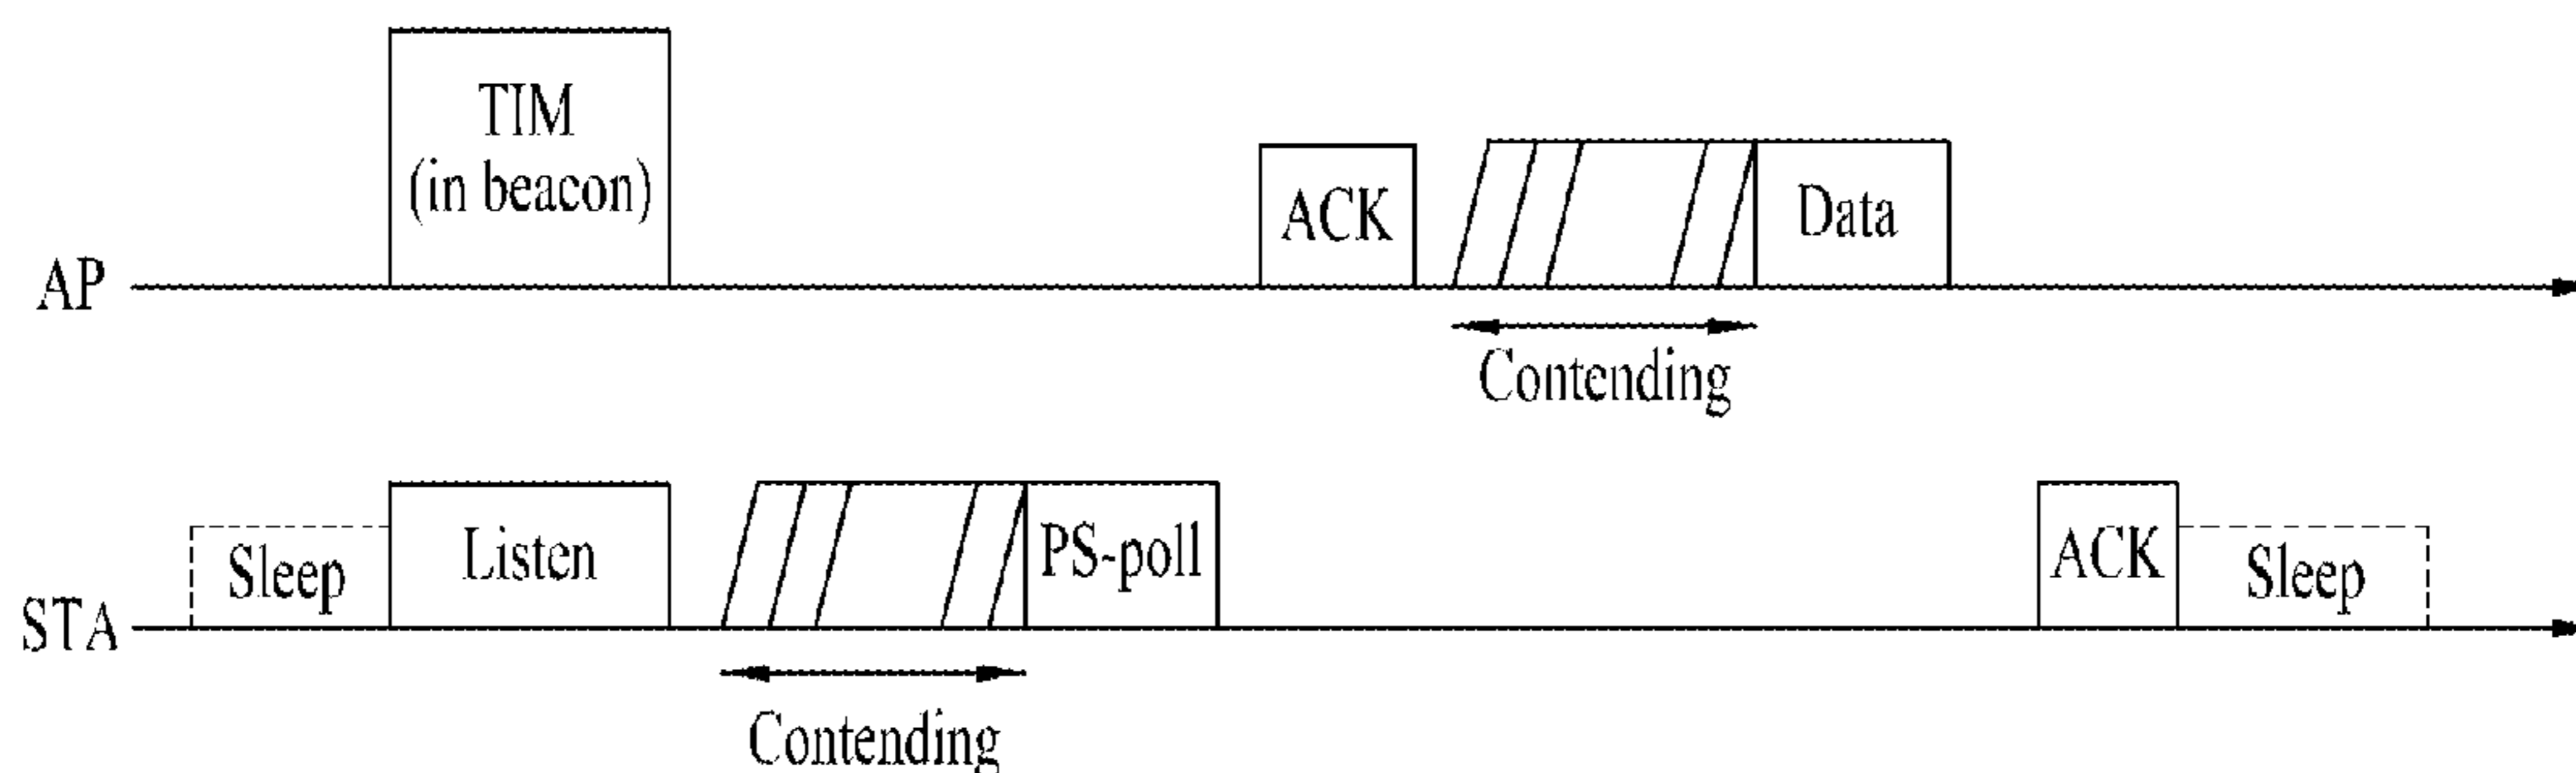 TIM
(in beacon)
ACK
Data
AP
Contending
Sleep
Listen
PS-poll
ACK
Sleep
STA
Contending